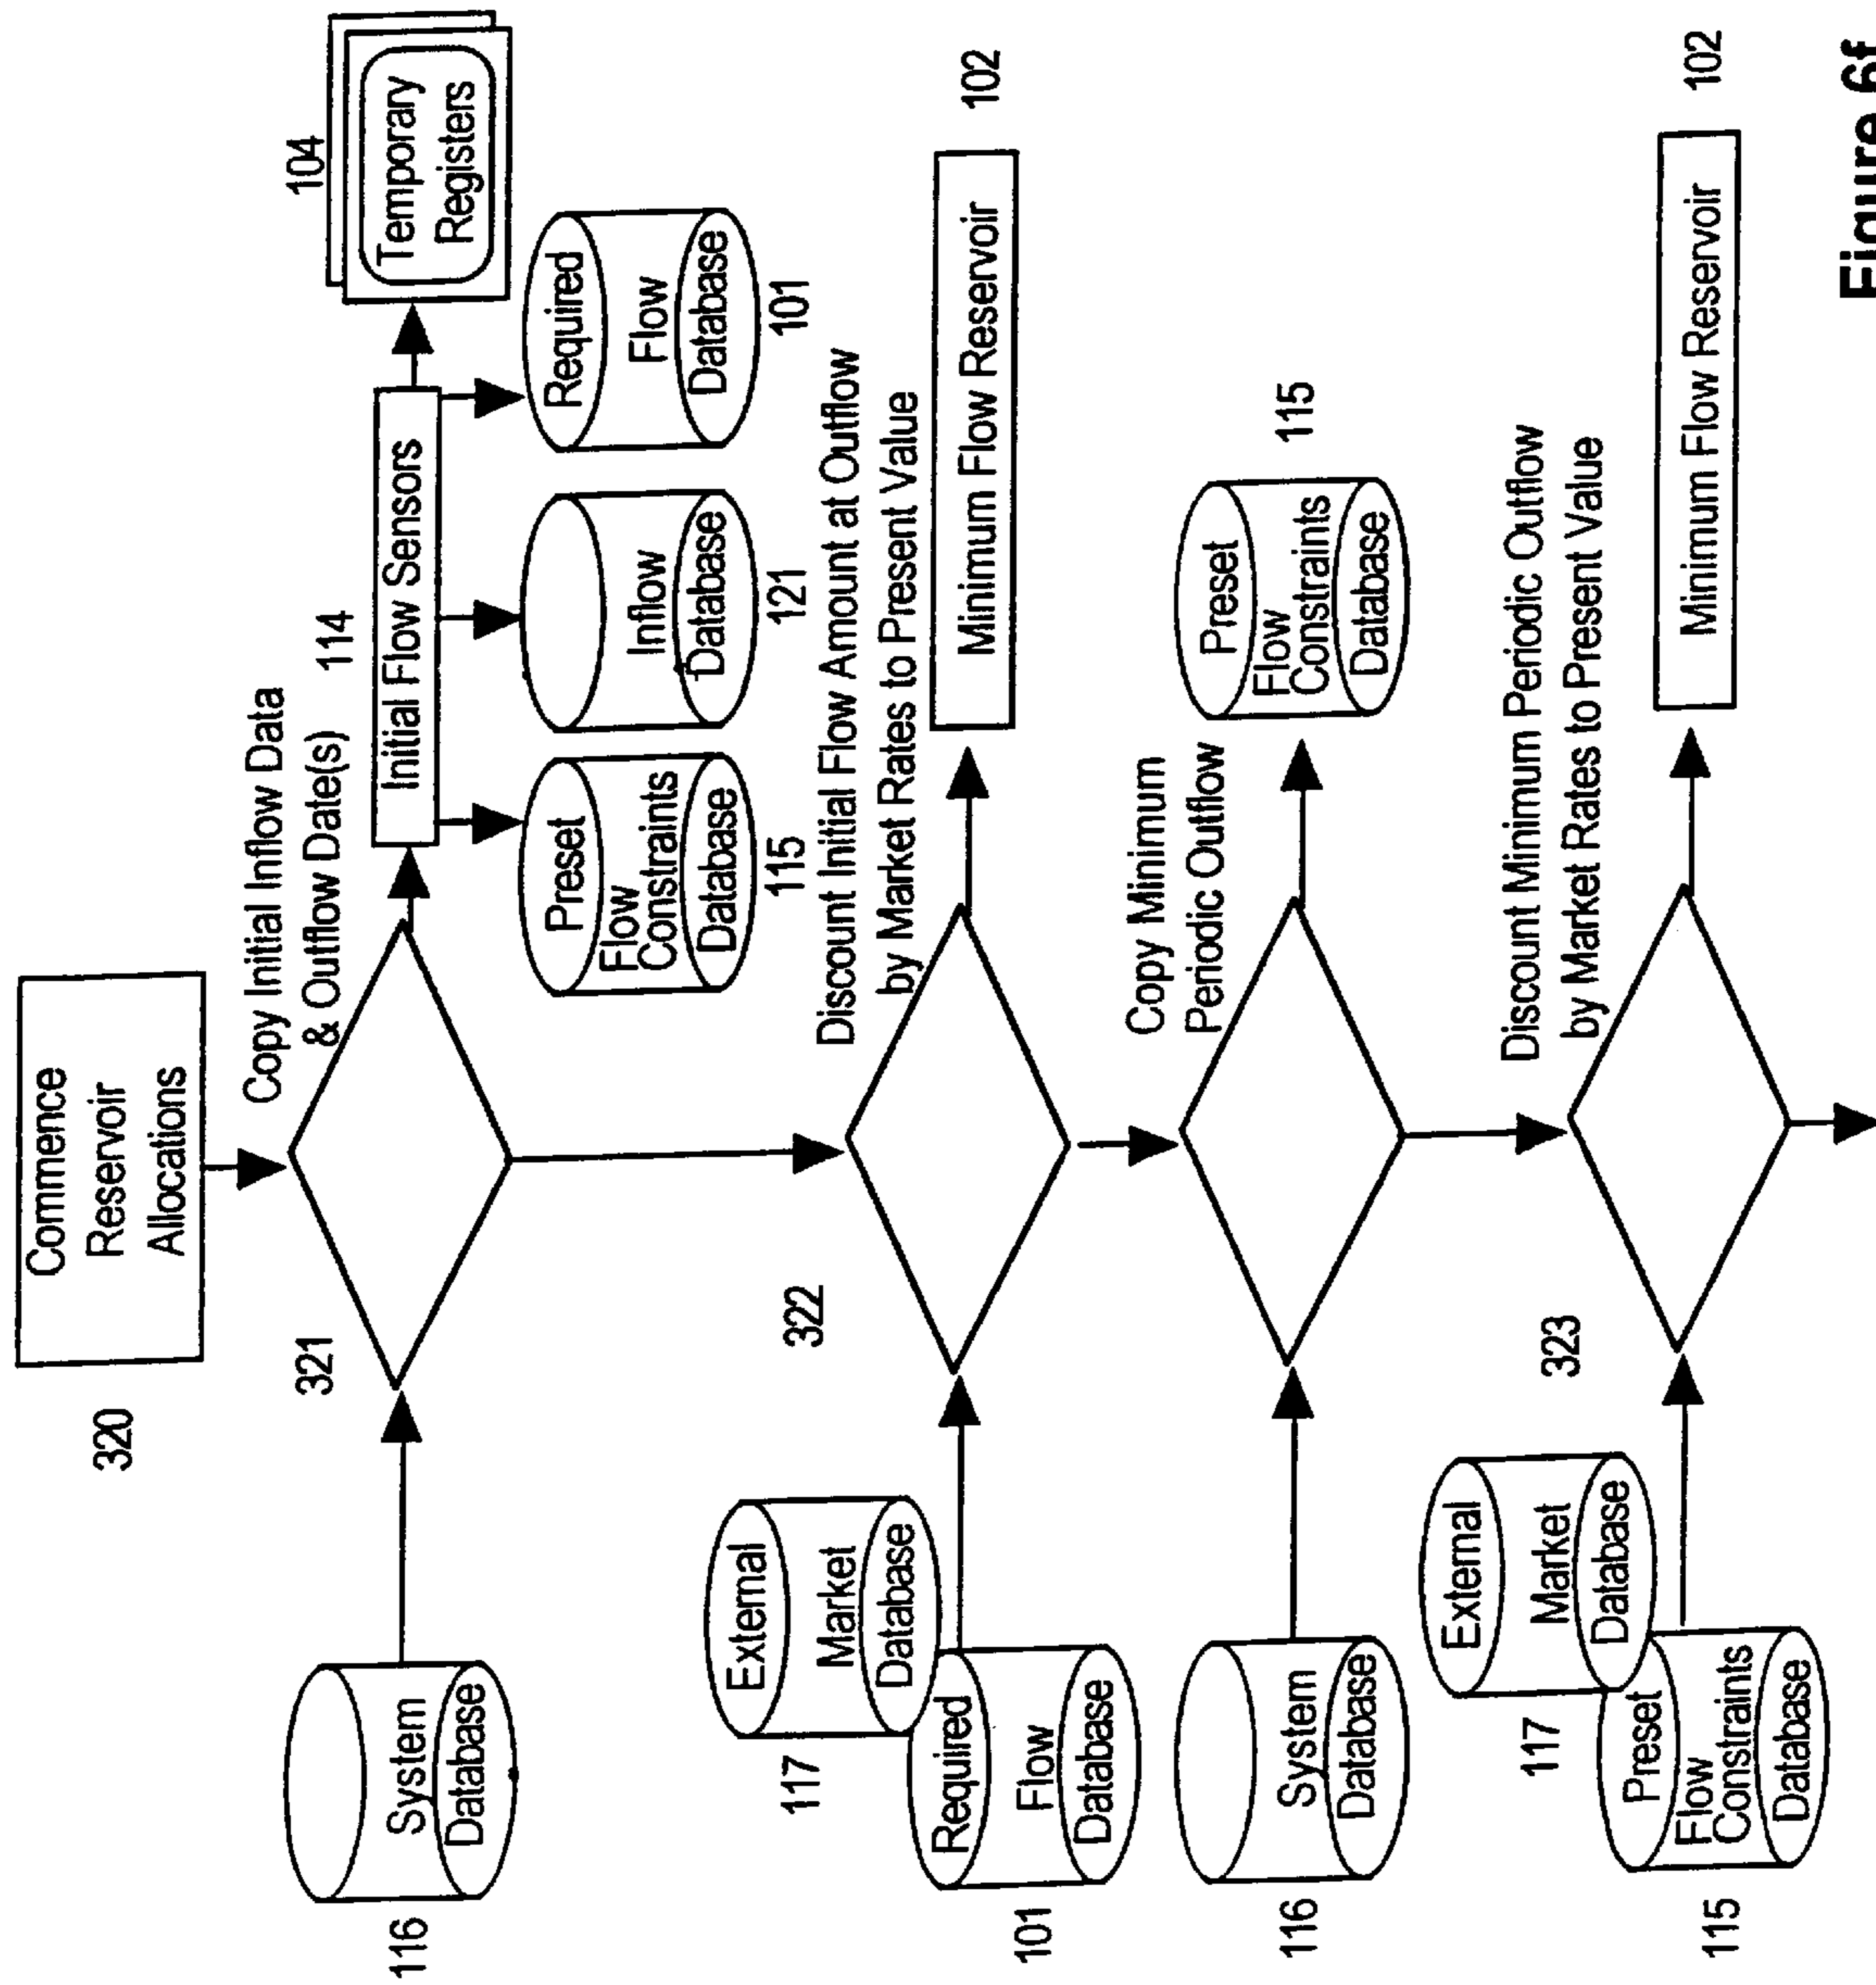 320
Commence
Reservoir
Allocations
321
Copy Initial Inflow Data
& Outflow Date(s)
116
System
Database
114
Initial Flow Sensors
104
Temporary
Registers
Preset
Flow
Constraints
Database
115
Inflow
Database
121
Required
Flow
Database
101
322
Discount Initial Flow Amount at Outflow
by Market Rates to Present Value
117
External
Market
Database
101
Required
Flow
Database
Minimum Flow Reservoir
102
Copy Minimum
Periodic Outflow
116
System
Database
Preset
Flow
Constraints
Database
115
323
Discount Minimum Periodic Outflow
by Market Rates to Present Value
117
External
Market
Database
115
Preset
Flow
Constraints
Database
Minimum Flow Reservoir
102
Figure 6f